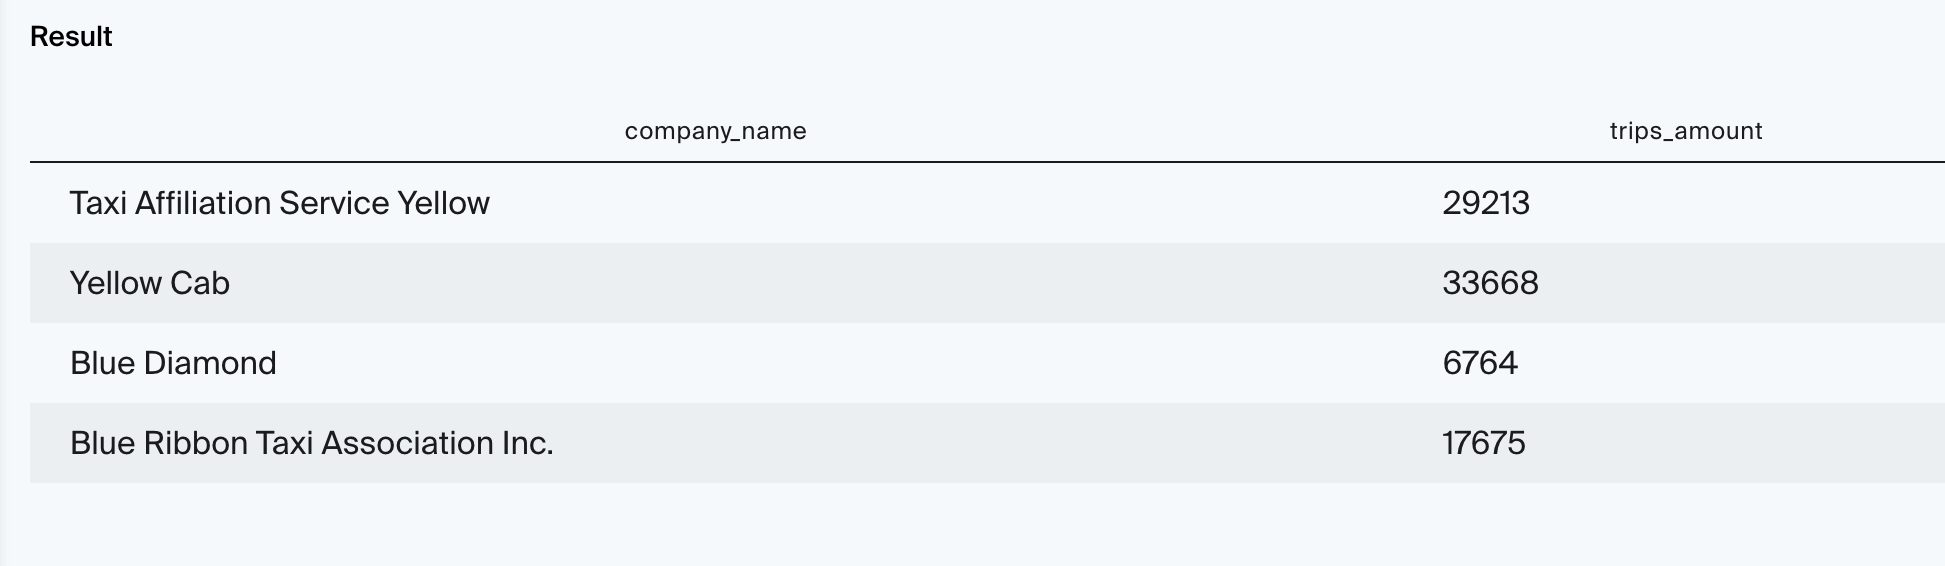 Result
company_name trips_amount
Taxi Affiliation Service Yellow 29213
Yellow Cab 33668
Blue Diamond 6764
Blue Ribbon Taxi Association Inc. 17675